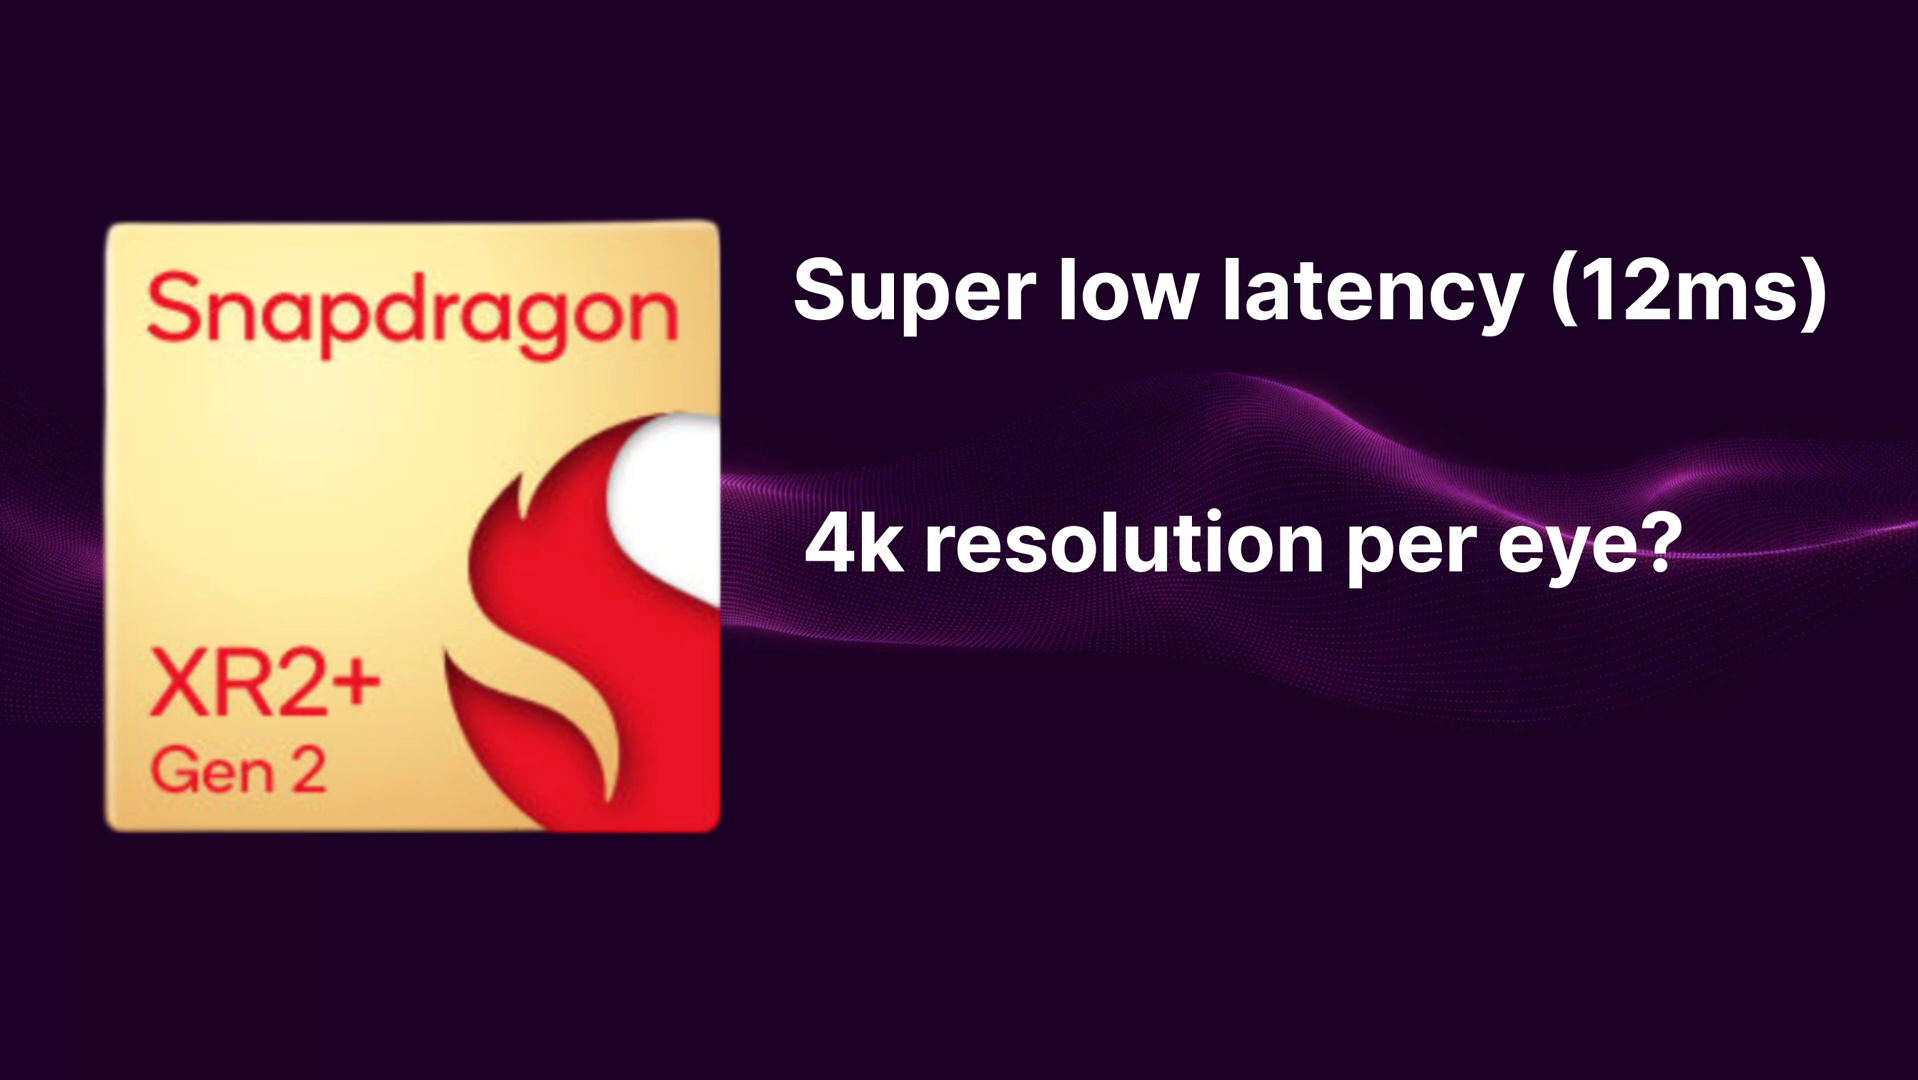 Snapdragon
XR2+
Gen 2
Super low latency (12ms)
4k resolution per eye?